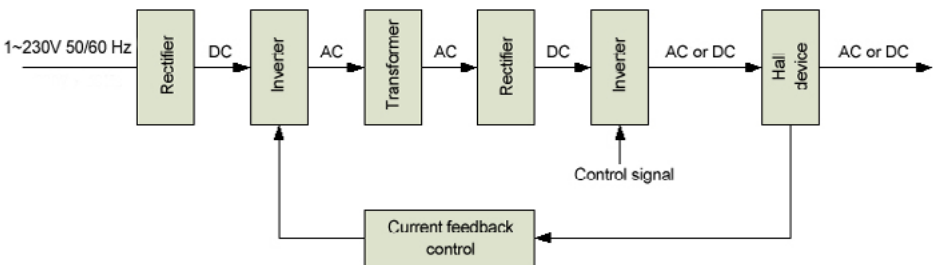 1~230V 50/60 Hz
Rectifier
DC
Inverter
AC
Transformer
AC
Rectifier
DC
Inverter
AC or DC
Hall
device
AC or DC
Control signal
Current feedback
control